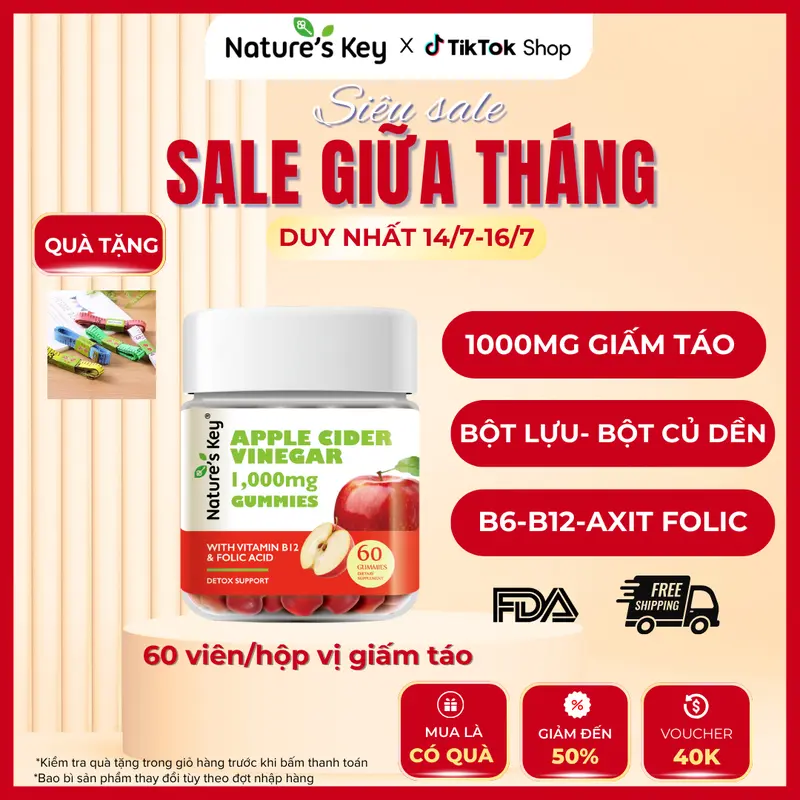 Nature's Key X TikTok Shop
Siêu sale
SALE GIỮA THÁNG
DUY NHẤT 14/7-16/7
QUÀ TẶNG
1000MG GIẤM TÁO
BỘT LỰU- BỘT CỦ DỀN
B6-B12-AXIT FOLIC
Nature's Key®
APPLE CIDER
VINEGAR
1,000mg
GUMMIES
WITH VITAMIN B12
& FOLIC ACID
DETOX SUPPORT
60
GUMMIES
DIETARY
SUPPLEMENT
FDA
FREE
SHIPPING
60 viên/hộp vị giấm táo
MUA LÀ
CÓ QUÀ
GIẢM ĐẾN
50%
VOUCHER
40K
*Kiểm tra quà tặng trong giỏ hàng trước khi bấm thanh toán
*Bao bì sản phẩm thay đổi tùy theo đợt nhập hàng